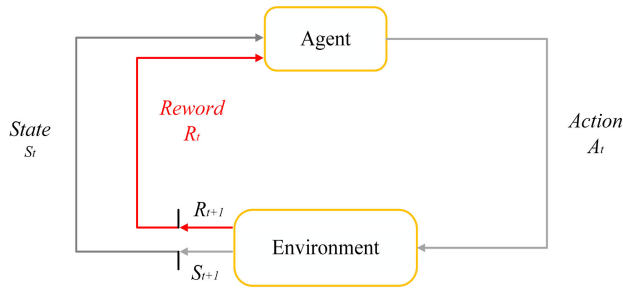 Agent
Reword
Rt
State
St
Action
At
Rt+1
Environment
St+1